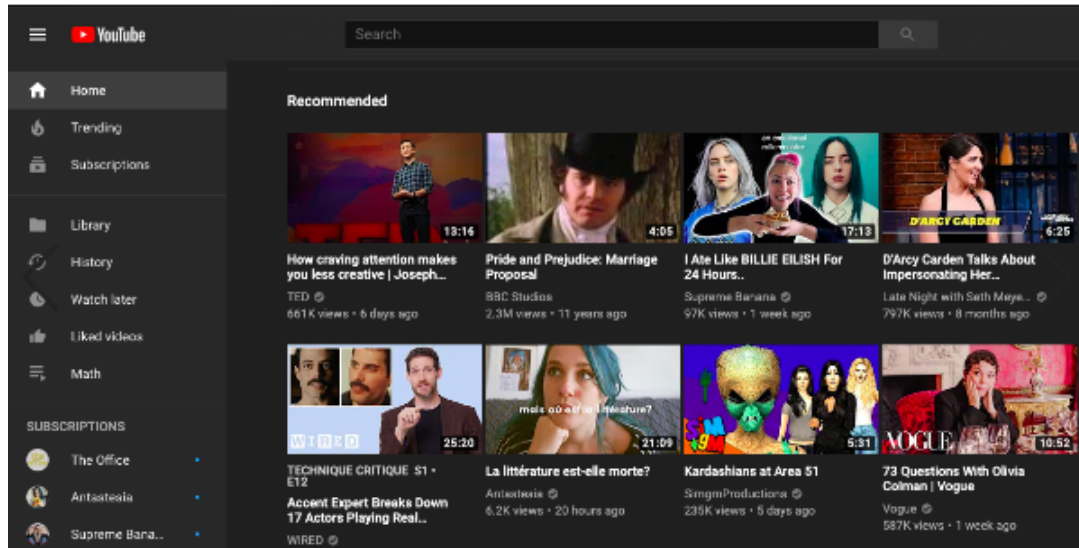 YouTube
Search
Home
Trending
Subscriptions
Library
History
Watch later
Liked videos
Math
SUBSCRIPTIONS
The Office
Antastesia
Supreme Bana...
Recommended
13:16
How craving attention makes
you less creative | Joseph...
TED
661K views • 6 days ago
4:05
Pride and Prejudice: Marriage
Proposal
BBC Studios
2.3M views • 11 years ago
17:13
I Ate Like BILLIE EILISH For
24 Hours..
Supreme Banana
97K views • 1 week ago
D'ARCY CARDEN
6:25
D'Arcy Carden Talks About
Impersonating Her...
Late Night with Seth Meye...
797K views • 8 months ago
WIRED
25:20
TECHNIQUE CRITIQUE S1 •
E12
Accent Expert Breaks Down
17 Actors Playing Real...
WIRED
mais où est la littérature?
21:09
La littérature est-elle morte?
Antastesia
6.2K views • 20 hours ago
5:31
Kardashians at Area 51
SimgmProductions
235K views • 5 days ago
VOGUE
10:52
73 Questions With Olivia
Colman | Vogue
Vogue
587K views • 1 week ago